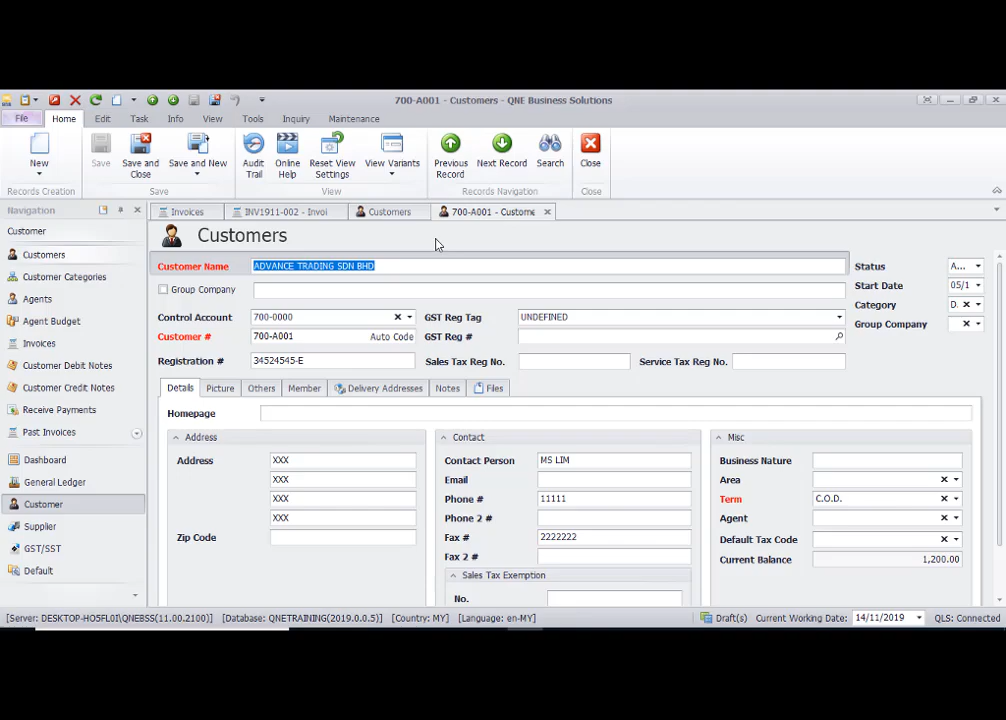 700-A001 - Customers - QNE Business Solutions
File Home Edit Task Info View Tools Inquiry Maintenance
New Save Save and Close Save and New Audit Trail Online Help Reset View Settings View Variants Previous Record Next Record Search Close
Records Creation Save View Records Navigation Close
Navigation Invoices INV1911-002 - Invoi Customers 700-A001 - Custome
Customer
Customers
Customer Categories
Agents
Agent Budget
Invoices
Customer Debit Notes
Customer Credit Notes
Receive Payments
Past Invoices
Dashboard
General Ledger
Customer
Supplier
GST/SST
Default
Customers
Customer Name ADVANCE TRADING SDN BHD Status A...
Group Company Start Date 05/1
Control Account 700-0000 GST Reg Tag UNDEFINED Category D.
Customer # 700-A001 Auto Code GST Reg # Group Company
Registration # 34524545-E Sales Tax Reg No. Service Tax Reg No.
Details Picture Others Member Delivery Addresses Notes Files
Homepage
Address Contact Misc
Address XXX Contact Person MS LIM Business Nature
XXX Email Area
XXX Phone # 11111 Term C.O.D.
XXX Phone 2 # Agent
Zip Code Fax # 2222222 Default Tax Code
Fax 2 # Current Balance 1,200.00
Sales Tax Exemption
No.
[Server: DESKTOP-HO5FL0I\QNEBSS(11.00.2100)] [Database: QNETRAINING(2019.0.0.5)] [Country: MY] [Language: en-MY] Draft(s) Current Working Date: 14/11/2019 QLS: Connected